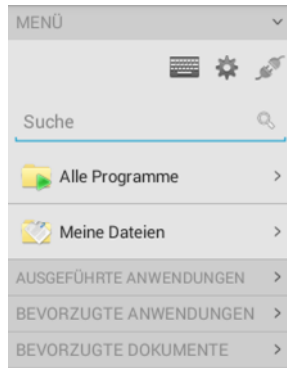 MENÜ
Suche
Alle Programme
Meine Dateien
AUSGEFÜHRTE ANWENDUNGEN
BEVORZUGTE ANWENDUNGEN
BEVORZUGTE DOKUMENTE